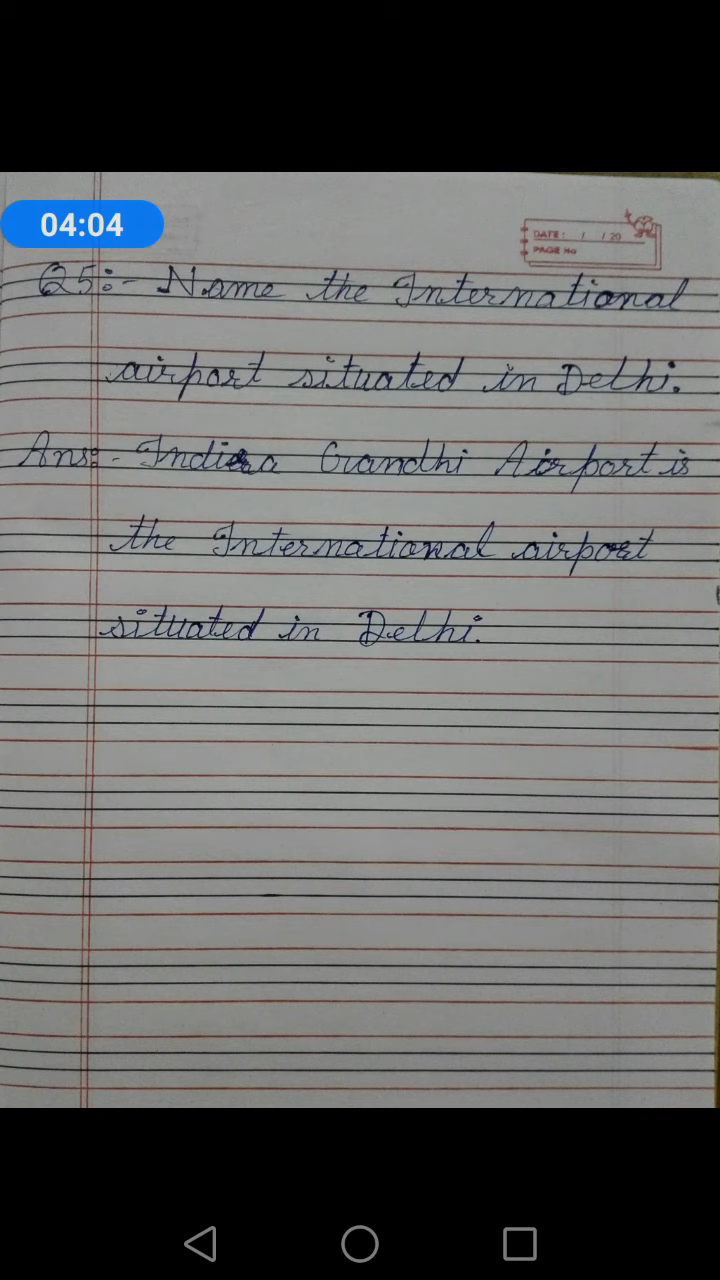 04:04
DATE: / / 20
PAGE No
Q5:- Name the International
airport situated in Delhi.
Ans:- Indira Gandhi Airport is
the International airport
situated in Delhi.